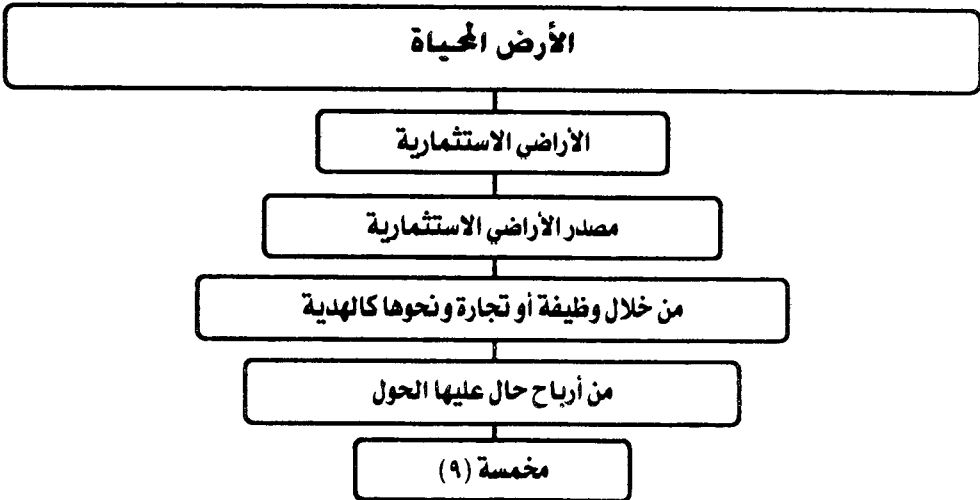 الأرض المحياة
الأراضي الاستثمارية
مصدر الأراضي الاستثمارية
من خلال وظيفة أو تجارة ونحوها كالهدية
من أرباح حال عليها الحول
مخمسة (٩)